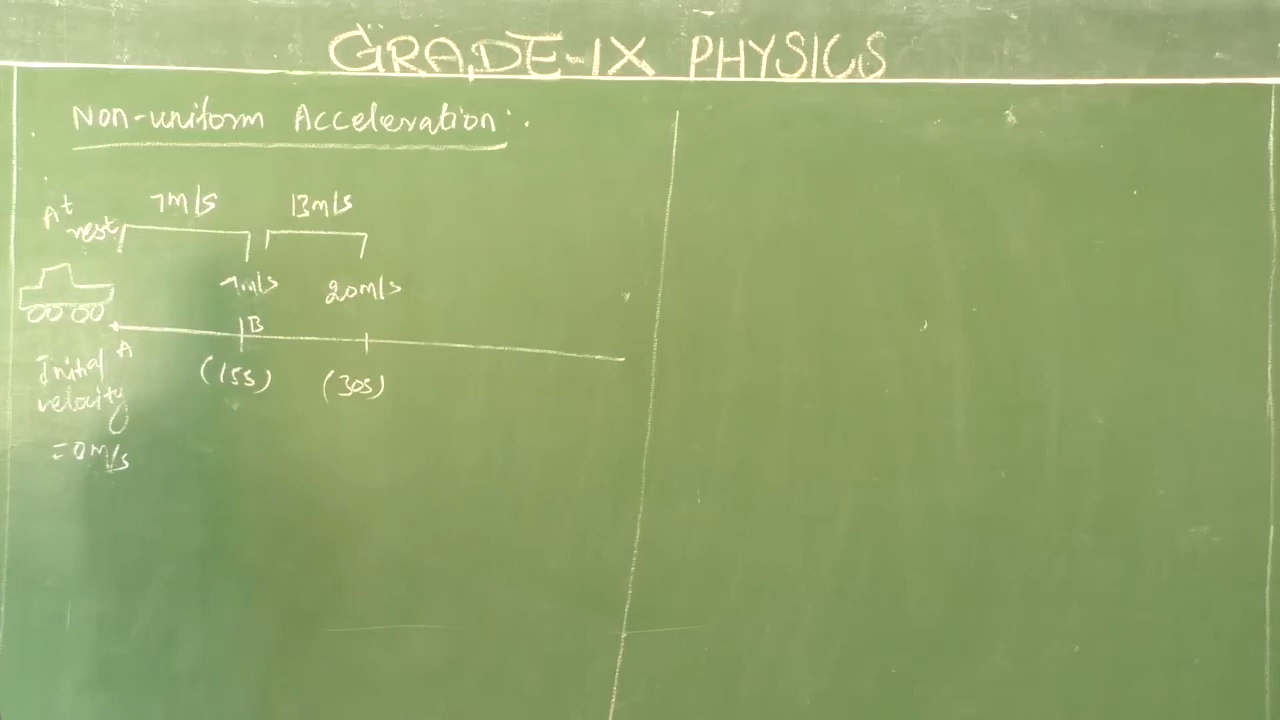 GRADE-IX PHYSICS
Non-uniform Acceleration:.
At rest
7m/s 13m/s
7m/s 20m/s
B
A
(15s) (30s)
Initial
velocity
=0m/s